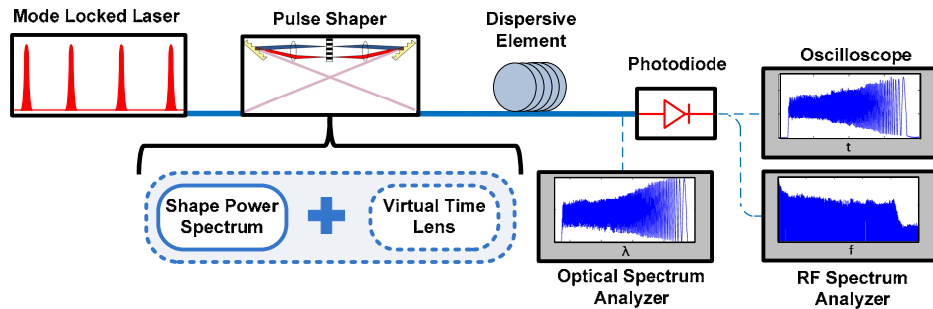 Mode Locked Laser
Pulse Shaper
Dispersive
Element
Photodiode
Oscilloscope
t
Shape Power
Spectrum
Virtual Time
Lens
λ
Optical Spectrum
Analyzer
f
RF Spectrum
Analyzer